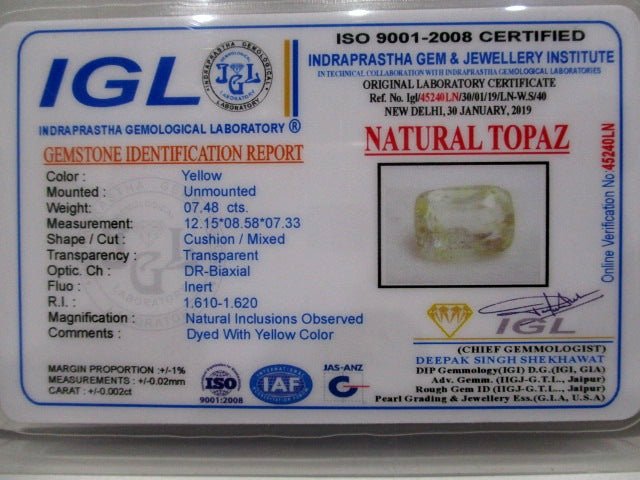 IGL
INDRAPRASTHA GEMOLOGICAL LABORATORY ®
INDRAPRASTHA GEMOLOGICAL
IGL
LABORATORY
GEMSTONE IDENTIFICATION REPORT
Color : Yellow
Mounted : Unmounted
Weight: 07.48 cts.
Measurement: 12.15*08.58*07.33
Shape / Cut : Cushion / Mixed
Transparency : Transparent
Optic. Ch : DR-Biaxial
Fluo : Inert
R.I. : 1.610-1.620
Magnification : Natural Inclusions Observed
Comments : Dyed With Yellow Color
MARGIN PROPORTION :+/-1%
MEASUREMENTS : +/-0.02mm
CARAT : +/-0.002ct
ISO
9001:2008
IAF
JAS-ANZ
ISO 9001-2008 CERTIFIED
INDRAPRASTHA GEM & JEWELLERY INSTITUTE
IN TECHNICAL COLLABORATION WITH INDRAPRASTHA GEMOLOGICAL LABORATORIES
ORIGINAL LABORATORY CERTIFICATE
Ref. No. Igl/45240LN/30/01/19/LN-W.S/40
NEW DELHI, 30 JANUARY, 2019
NATURAL TOPAZ
Online Verification No:45240LN
IGL
(CHIEF GEMMOLOGIST)
DEEPAK SINGH SHEKHAWAT
DIP Gemmology(IGI) D.G.(IGI, GIA)
Adv. Gemm. (IIGJ-G.T.L., Jaipur)
Rough Gem ID (IIGJ-G.T.L.., Jaipur)
Pearl Grading & Jewellery Ess.(G.I.A, U.S)